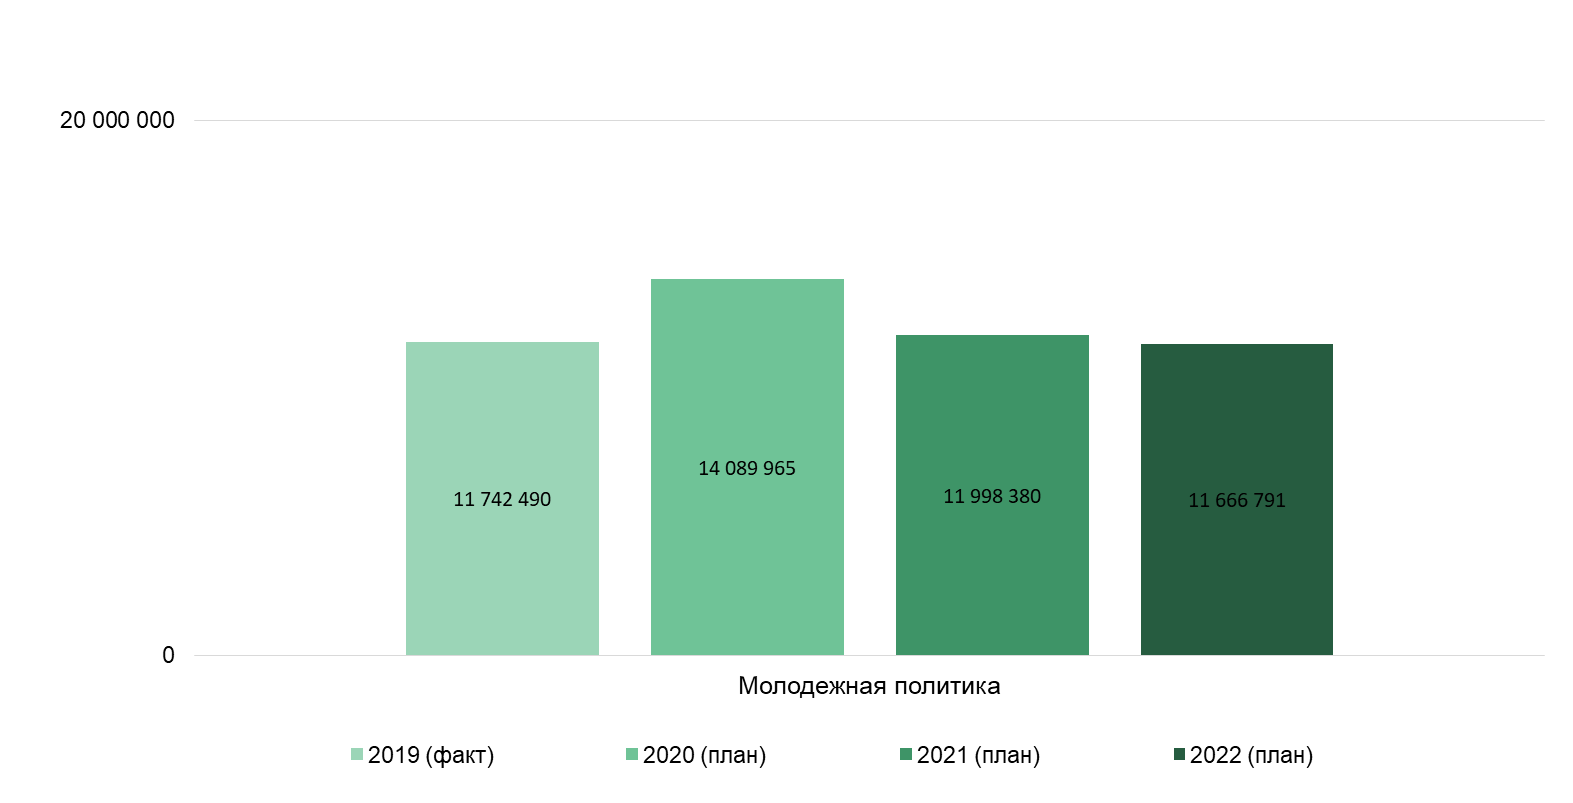 20 000 000
14 089 965
11 742 490
11 998 380
11 666 791
0
Молодежная политика
2019 (факт)
2020 (план)
2021 (план)
2022 (план)